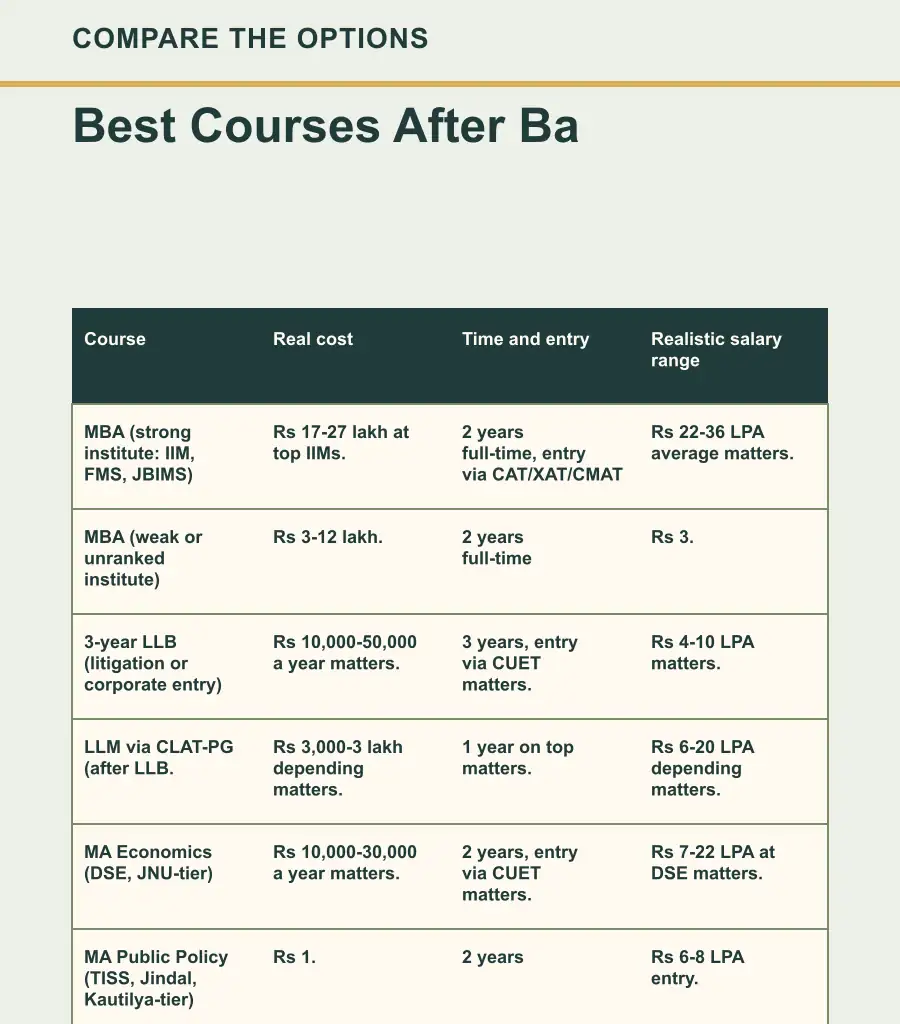 COMPARE THE OPTIONS
Best Courses After Ba
Course
Real cost
Time and entry
Realistic salary
range
MBA (strong
institute: IIM,
FMS, JBIMS)
Rs 17-27 lakh at
top IIMs.
2 years
full-time, entry
via CAT/XAT/CMAT
Rs 22-36 LPA
average matters.
MBA (weak or
unranked
institute)
Rs 3-12 lakh.
2 years
full-time
Rs 3.
3-year LLB
(litigation or
corporate entry)
Rs 10,000-50,000
a year matters.
3 years, entry
via CUET
matters.
Rs 4-10 LPA
matters.
LLM via CLAT-PG
(after LLB.
Rs 3,000-3 lakh
depending
matters.
1 year on top
matters.
Rs 6-20 LPA
depending
matters.
MA Economics
(DSE, JNU-tier)
Rs 10,000-30,000
a year matters.
2 years, entry
via CUET
matters.
Rs 7-22 LPA at
DSE matters.
MA Public Policy
(TISS, Jindal,
Kautilya-tier)
Rs 1.
2 years
Rs 6-8 LPA
entry.